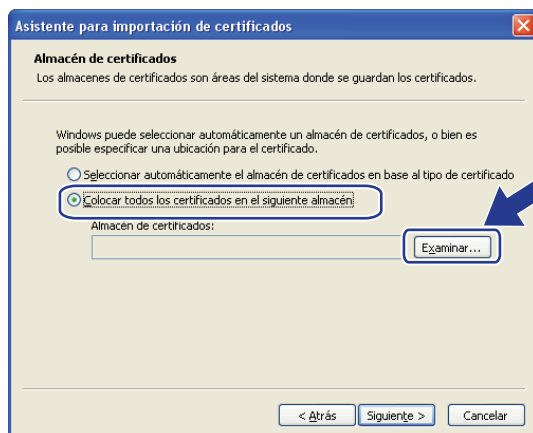 Asistente para importación de certificados
Almacén de certificados
Los almacenes de certificados son áreas del sistema donde se guardan los certificados.
Windows puede seleccionar automáticamente un almacén de certificados, o bien es
posible especificar una ubicación para el certificado.
Seleccionar automáticamente el almacén de certificados en base al tipo de certificado
Colocar todos los certificados en el siguiente almacén
Almacén de certificados:
Examinar...
< Atrás Siguiente > Cancelar